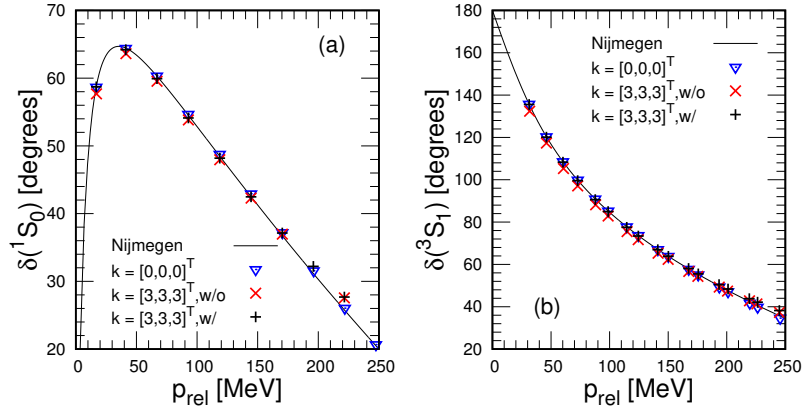 70
60
50
40
30
20
δ(¹S₀) [degrees]
(a)
Nijmegen
k = [0,0,0]ᵀ
k = [3,3,3]ᵀ,w/o
k = [3,3,3]ᵀ,w/
0 50 100 150 200 250
p_rel [MeV]
180
160
140
120
100
80
60
40
20
δ(³S₁) [degrees]
Nijmegen
k = [0,0,0]ᵀ
k = [3,3,3]ᵀ,w/o
k = [3,3,3]ᵀ,w/
(b)
0 50 100 150 200 250
p_rel [MeV]